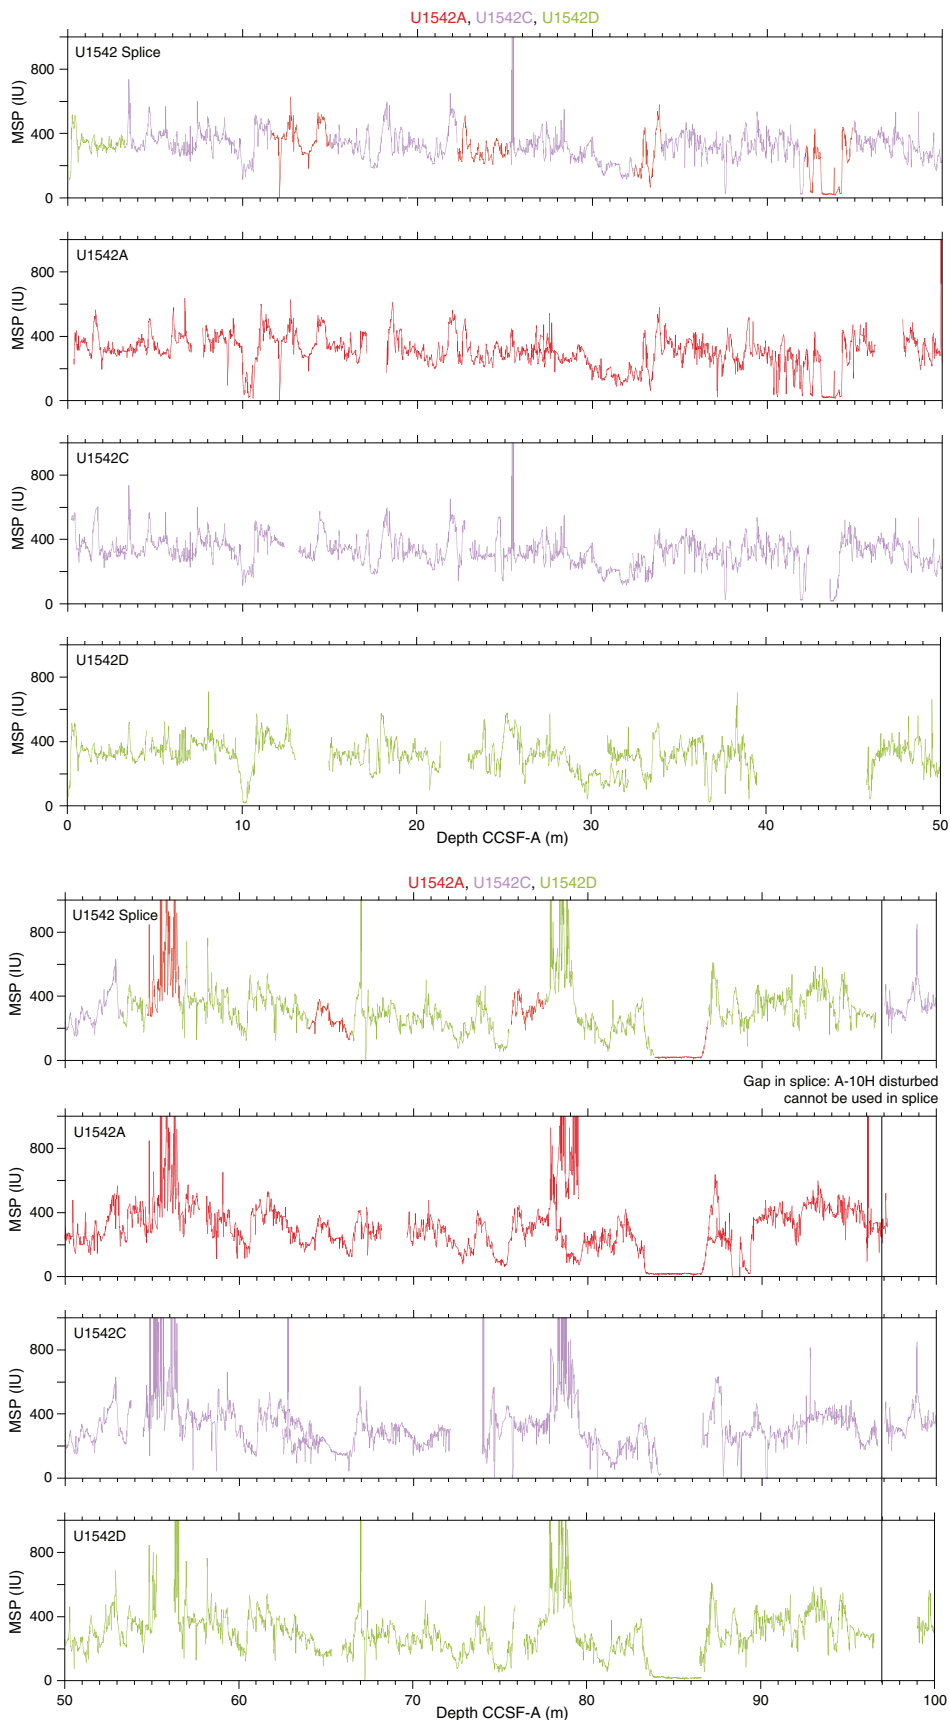 U1542A, U1542C, U1542D
U1542 Splice
MSP (IU)
800
400
0
U1542A
MSP (IU)
800
400
0
U1542C
MSP (IU)
800
400
0
U1542D
MSP (IU)
800
400
0
0 10 20 30 40 50
Depth CCSF-A (m)
U1542A, U1542C, U1542D
U1542 Splice
MSP (IU)
800
400
0
Gap in splice: A-10H disturbed
cannot be used in splice
U1542A
MSP (IU)
800
400
0
U1542C
MSP (IU)
800
400
0
U1542D
MSP (IU)
800
400
0
50 60 70 80 90 100
Depth CCSF-A (m)